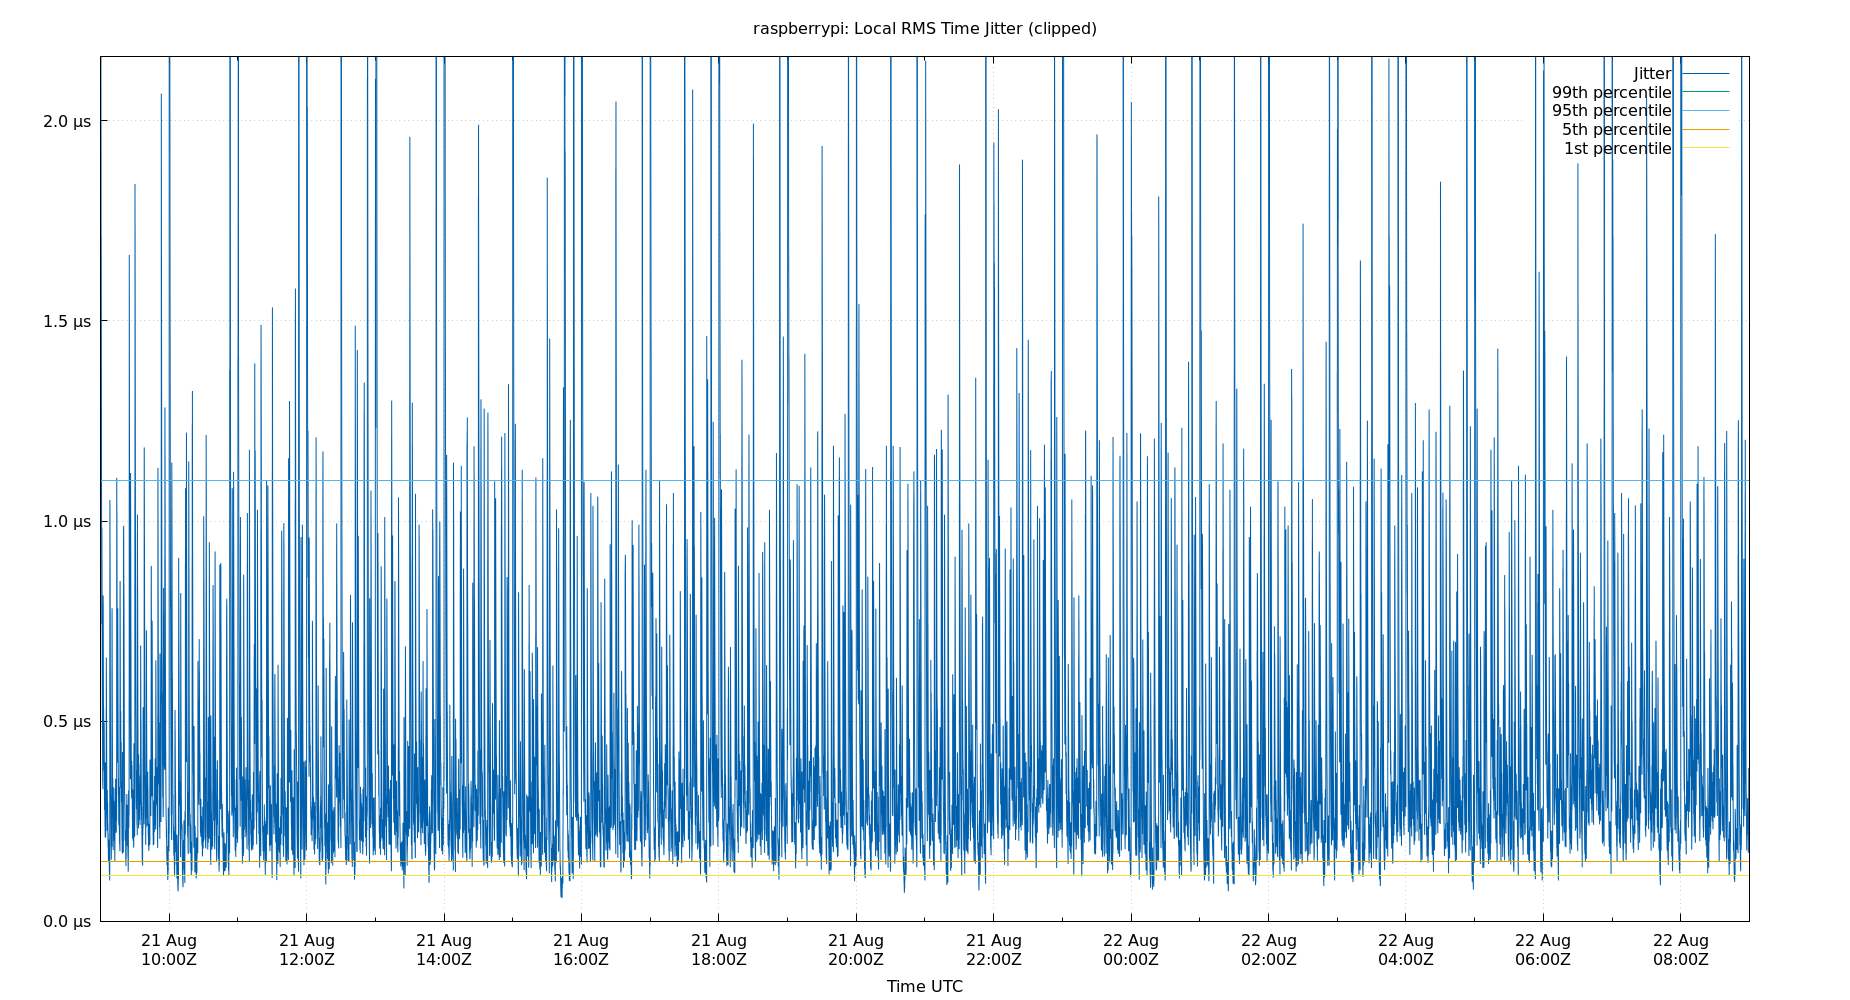 raspberrypi: Local RMS Time Jitter (clipped)
Jitter
99th percentile
95th percentile
5th percentile
1st percentile
2.0 µs
1.5 µs
1.0 µs
0.5 µs
0.0 µs
21 Aug 21 Aug 21 Aug 21 Aug 21 Aug 21 Aug 21 Aug 22 Aug 22 Aug 22 Aug 22 Aug 22 Aug
10:00Z 12:00Z 14:00Z 16:00Z 18:00Z 20:00Z 22:00Z 00:00Z 02:00Z 04:00Z 06:00Z 08:00Z
Time UTC